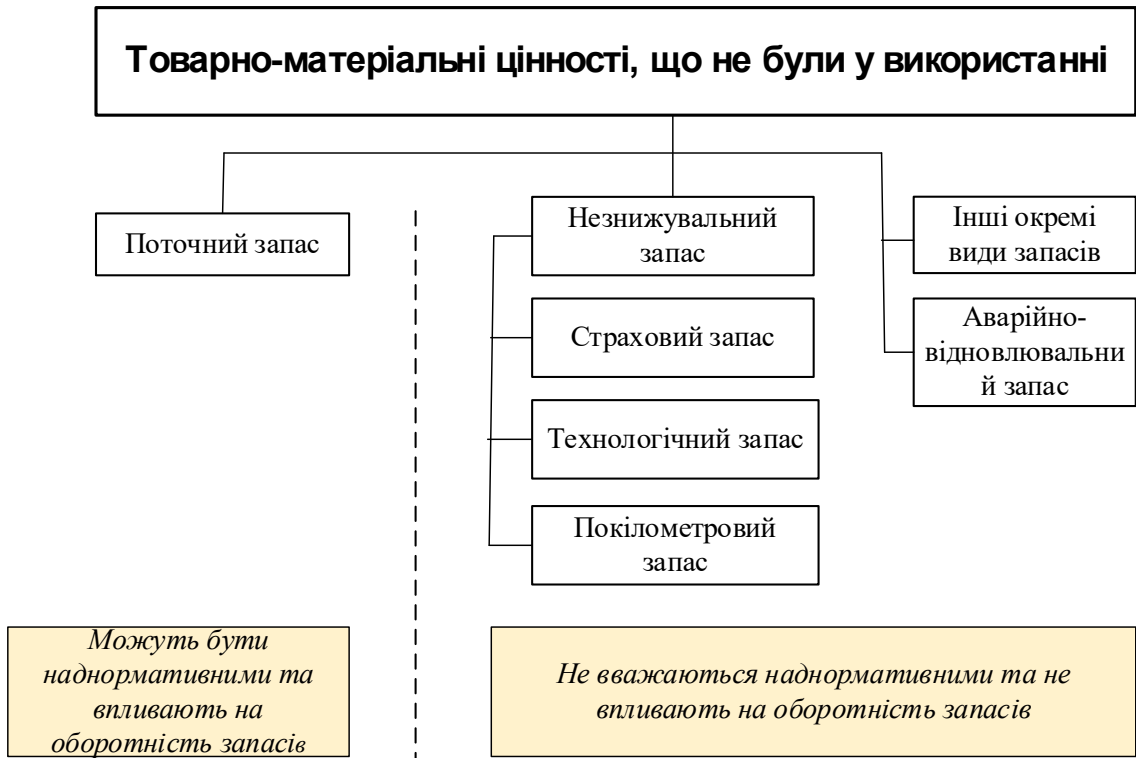 Товарно-матеріальні цінності, що не були у використанні
Поточний запас
Незнижувальний
запас
Страховий запас
Технологічний запас
Покілометровий
запас
Інші окремі
види запасів
Аварійно-
відновлювальни
й запас
Можуть бути
наднормативними та
впливають на
оборотність запасів
Не вважаються наднормативними та не
впливають на оборотність запасів